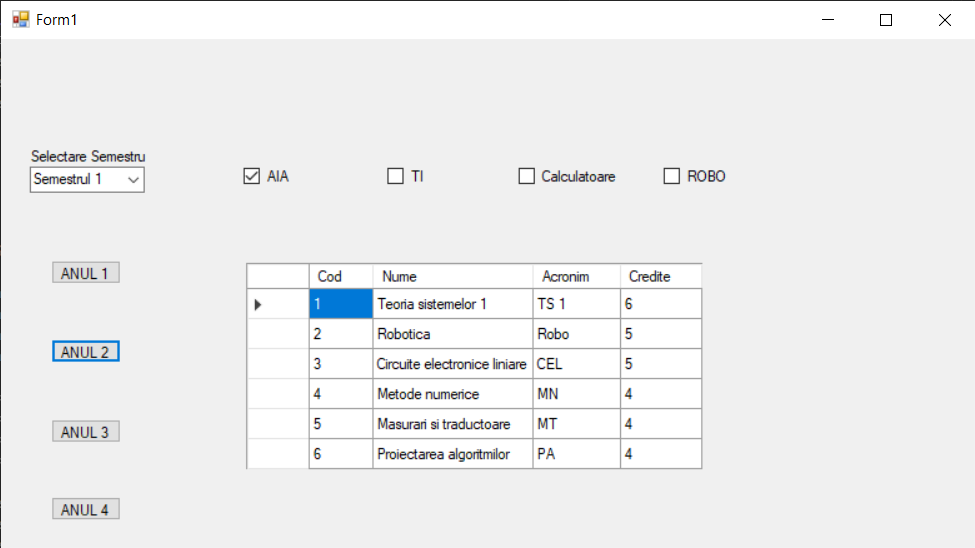 Form1
Selectare Semestru
Semestrul 1
AIA TI Calculatoare ROBO
ANUL 1
ANUL 2
ANUL 3
ANUL 4
Cod Nume Acronim Credite
1 Teoria sistemelor 1 TS 1 6
2 Robotica Robo 5
3 Circuite electronice liniare CEL 5
4 Metode numerice MN 4
5 Masurari si traductoare MT 4
6 Proiectarea algoritmilor PA 4